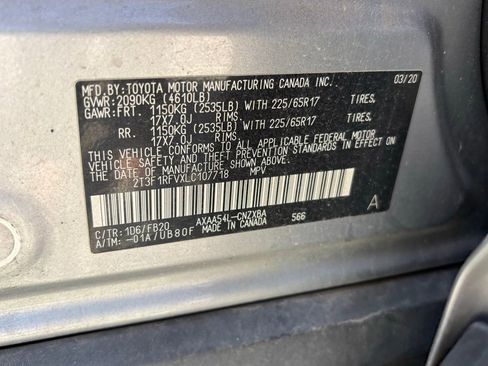 MFD.BY:TOYOTA MOTOR MANUFACTURING CANADA INC. 03/20
GVWR:2090KG (4610LB)
GAWR:FRT. 1150KG (2535LB) WITH 225/65R17 TIRES.
17X7.0J RIMS.
RR. 1150KG (2535LB) WITH 225/65R17 TIRES.
17X7.0J RIMS.
THIS VEHICLE CONFORMS TO ALL APPLICABLE FEDERAL MOTOR
VEHICLE SAFETY
THEFT PREVENTION STANDARDS IN EFFECT ON THE DATE OF
MANUFACTURE SHOWN ABOVE.
2T3F1RFVXLC107718 MPV
C/TR:1D6/FB20 AXAA54L-CNZXBA 566 A
A/TM:-01A/UB80F MADE IN CANADA